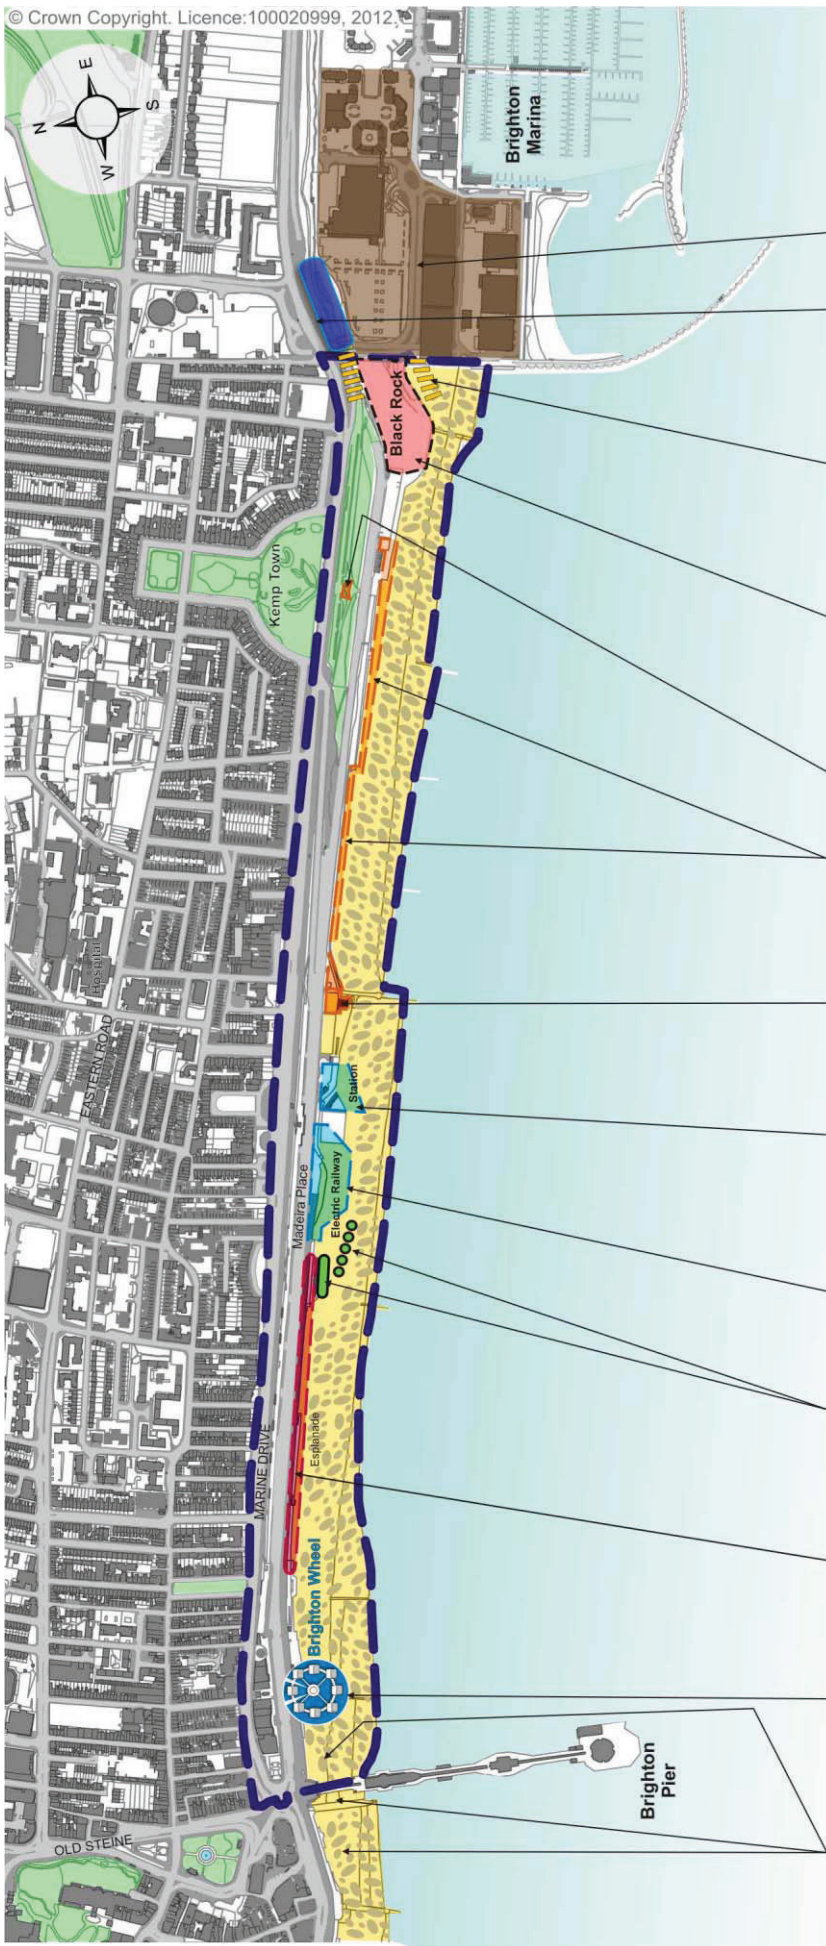 © Crown Copyright. Licence:100020999, 2012.
N
E
S
W
Brighton
Marina
Black Rock
Kemp Town
Hospital
EASTERN ROAD
Station
Madeira Place
Electric Railway
MARINE DRIVE
Esplanade
Brighton Wheel
Brighton
Pier
OLD STEINE